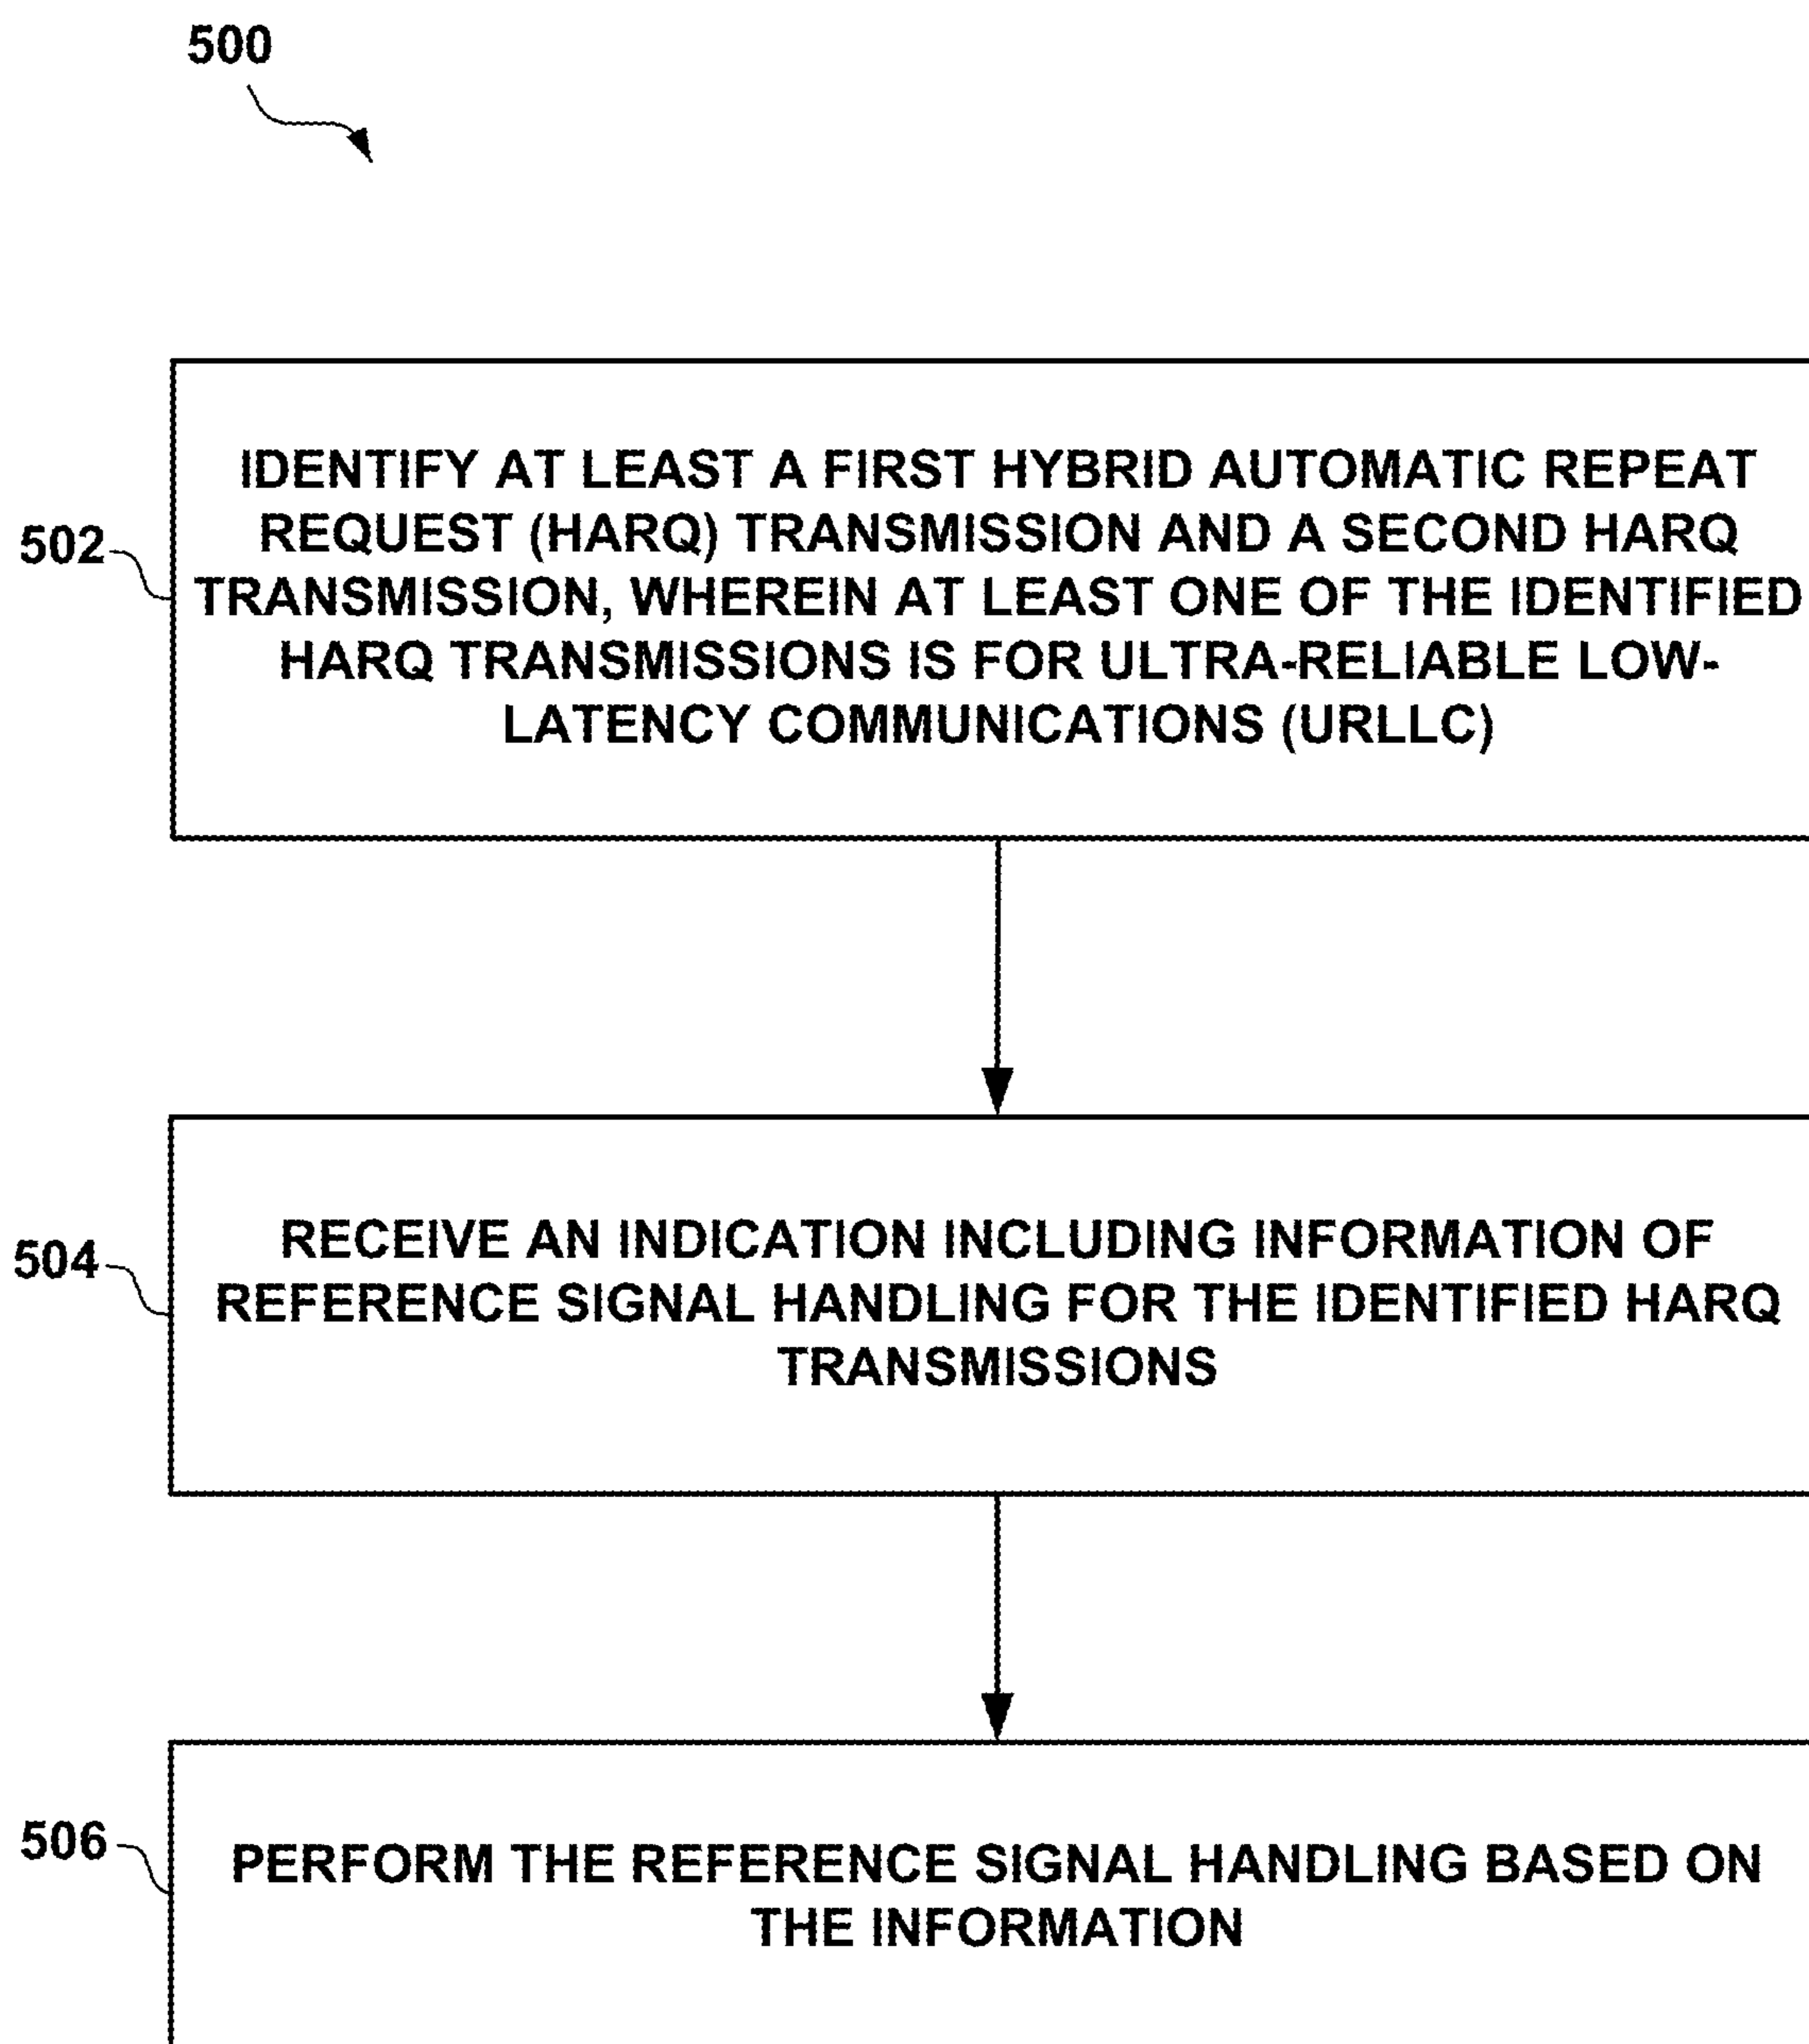 500
502
IDENTIFY AT LEAST A FIRST HYBRID AUTOMATIC REPEAT
REQUEST (HARQ) TRANSMISSION AND A SECOND HARQ
TRANSMISSION, WHEREIN AT LEAST ONE OF THE IDENTIFIED
HARQ TRANSMISSIONS IS FOR ULTRA-RELIABLE LOW-
LATENCY COMMUNICATIONS (URLLC)
504
RECEIVE AN INDICATION INCLUDING INFORMATION OF
REFERENCE SIGNAL HANDLING FOR THE IDENTIFIED HARQ
TRANSMISSIONS
506
PERFORM THE REFERENCE SIGNAL HANDLING BASED ON
THE INFORMATION